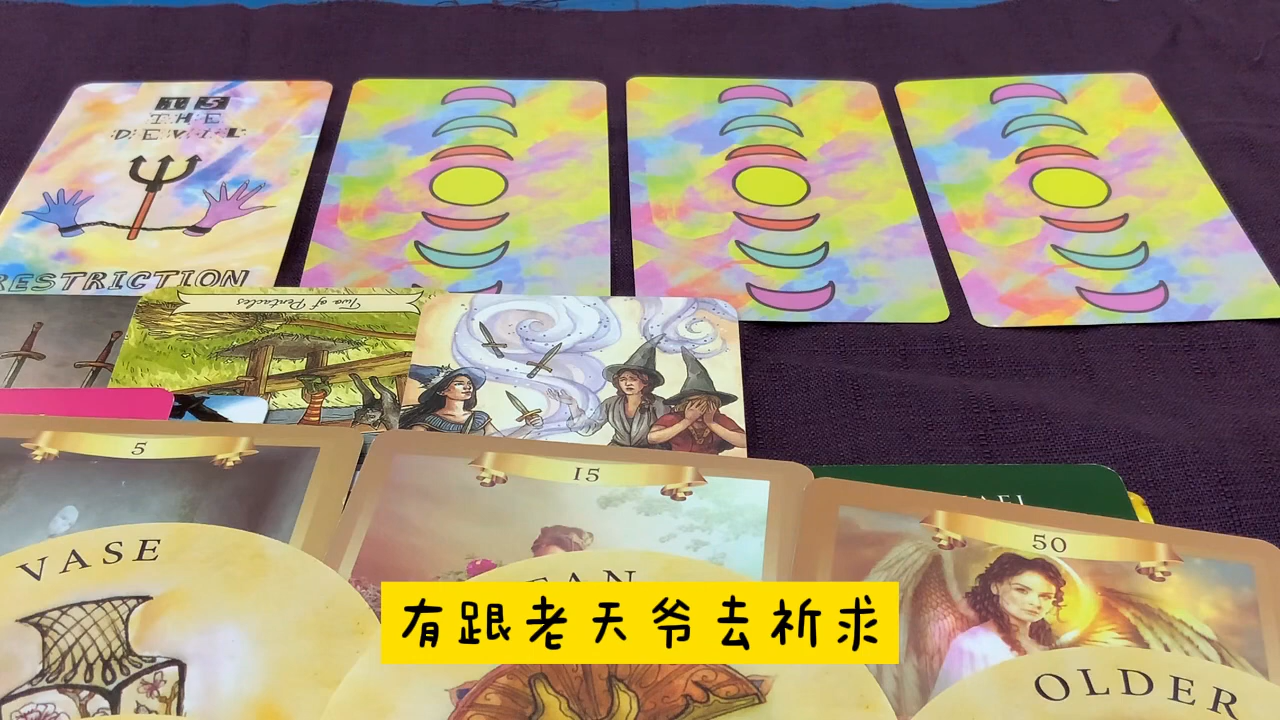 15
THE
DEVIL
RESTRICTION
Two of Pentacles
5
15
50
VASE
OLDER
有跟老天爷去祈求